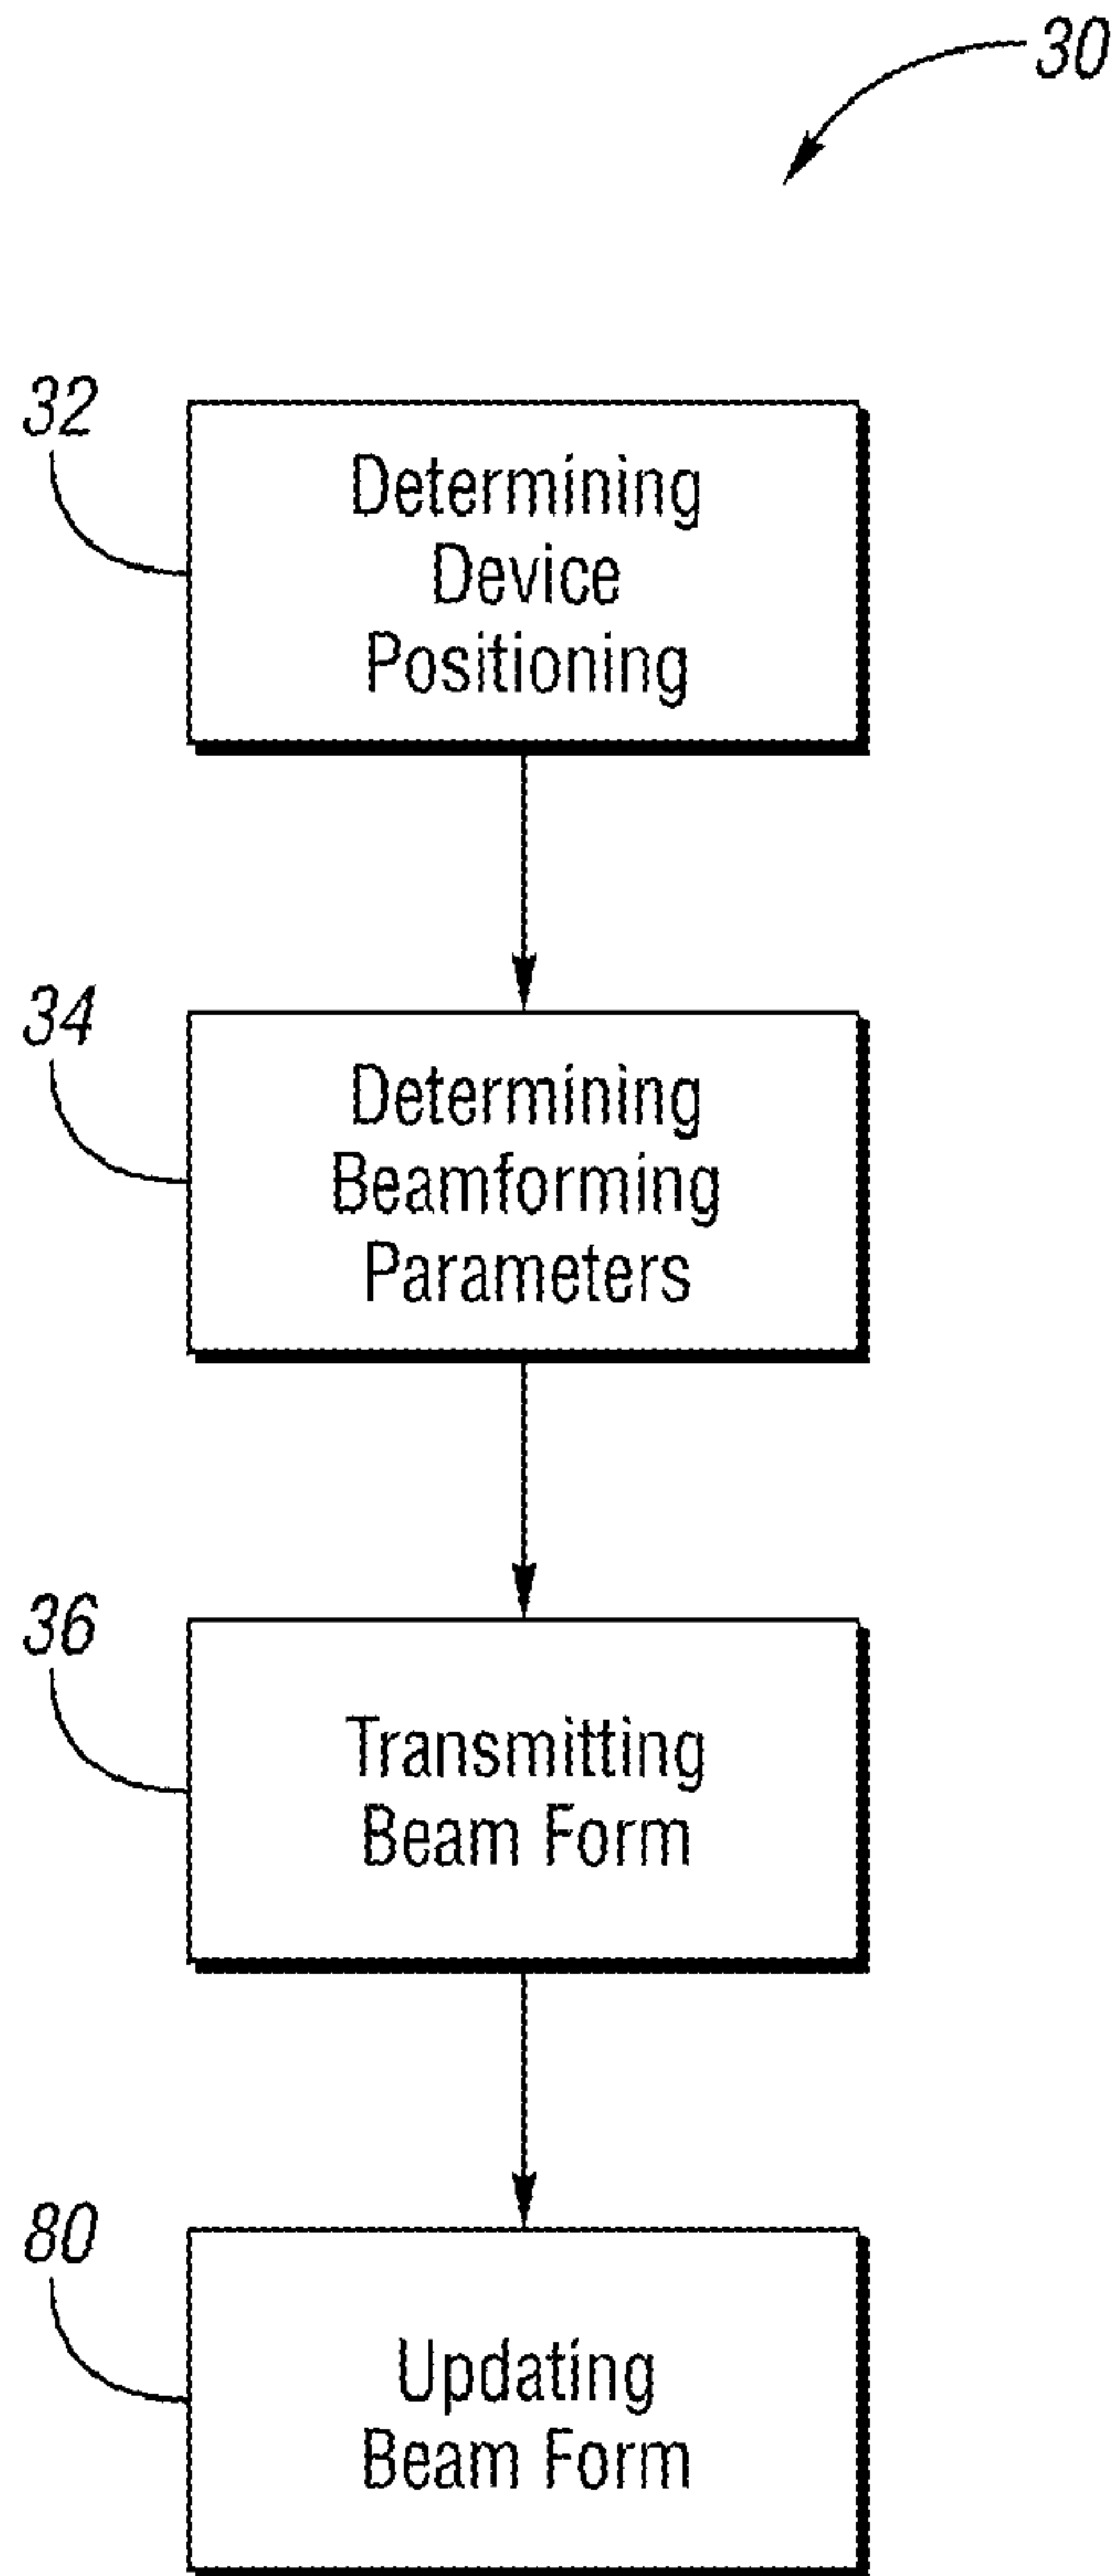 30
32
Determining
Device
Positioning
34
Determining
Beamforming
Parameters
36
Transmitting
Beam Form
80
Updating
Beam Form